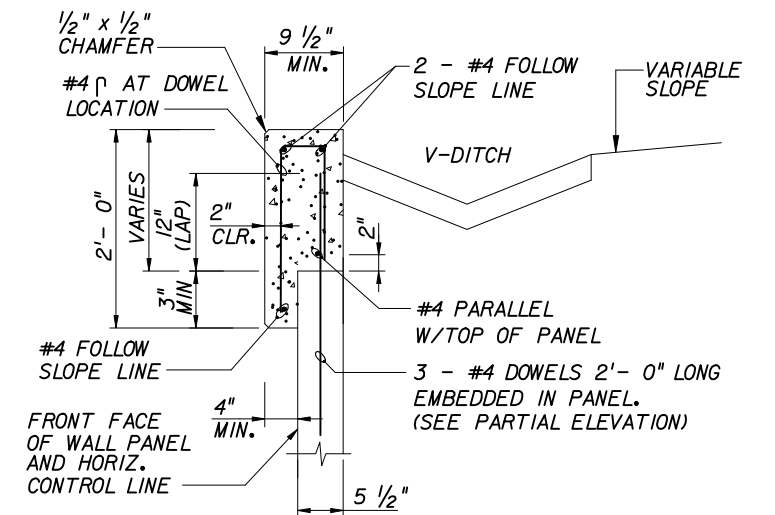 ½" x ½"
CHAMFER
9 ½"
MIN.
#4 ꓵ AT DOWEL
LOCATION
2 - #4 FOLLOW
SLOPE LINE
VARIABLE
SLOPE
V-DITCH
2'- 0"
VARIES
12"
(LAP)
2"
CLR.
2"
3"
MIN
#4 PARALLEL
W/TOP OF PANEL
#4 FOLLOW
SLOPE LINE
3 - #4 DOWELS 2'- 0" LONG
EMBEDDED IN PANEL.
(SEE PARTIAL ELEVATION)
4"
MIN.
FRONT FACE
OF WALL PANEL
AND HORIZ.
CONTROL LINE
5 ½"